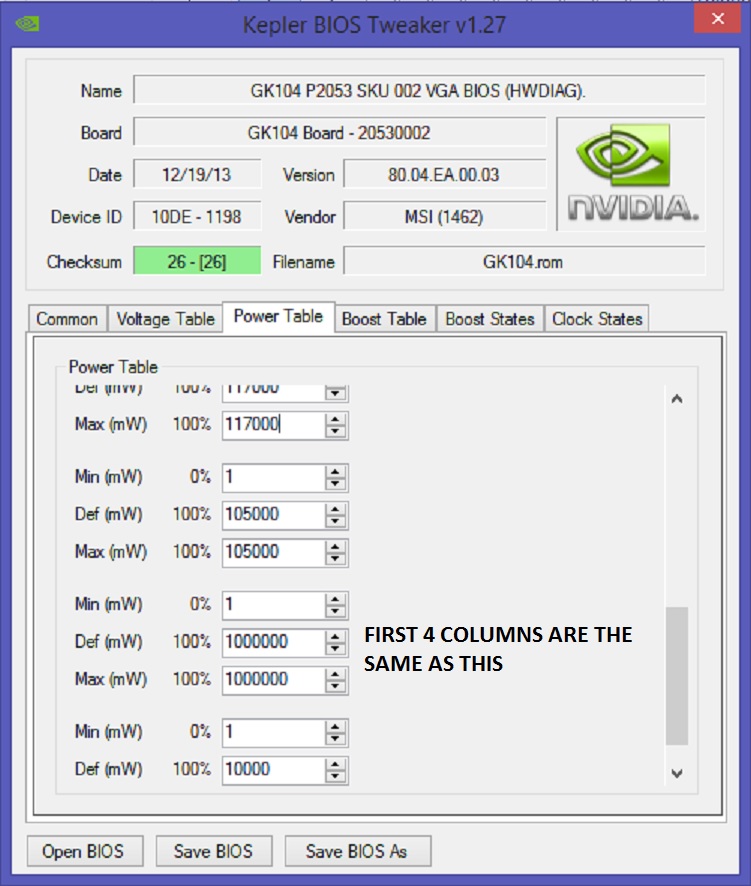 Kepler BIOS Tweaker v1.27
Name GK104 P2053 SKU 002 VGA BIOS (HWDIAG).
Board GK104 Board - 20530002
Date 12/19/13 Version 80.04.EA.00.03
Device ID 10DE - 1198 Vendor MSI (1462)
NVIDIA.
Checksum 26 - [26] Filename GK104.rom
Common Voltage Table Power Table Boost Table Boost States Clock States
Power Table
Def (mW) 100% 117000
Max (mW) 100% 117000
Min (mW) 0% 1
Def (mW) 100% 105000
Max (mW) 100% 105000
Min (mW) 0% 1
Def (mW) 100% 1000000
FIRST 4 COLUMNS ARE THE
SAME AS THIS
Max (mW) 100% 1000000
Min (mW) 0% 1
Def (mW) 100% 10000
Open BIOS Save BIOS Save BIOS As